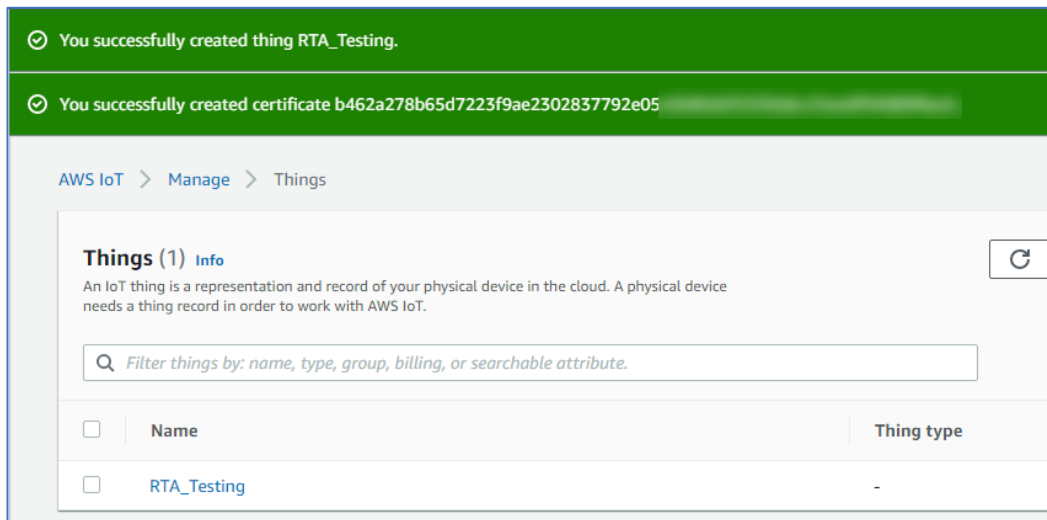 You successfully created thing RTA_Testing.
You successfully created certificate b462a278b65d7223f9ae2302837792e05
AWS IoT > Manage > Things
Things (1) Info
An IoT thing is a representation and record of your physical device in the cloud. A physical device
needs a thing record in order to work with AWS IoT.
Filter things by: name, type, group, billing, or searchable attribute.
Name Thing type
RTA_Testing -